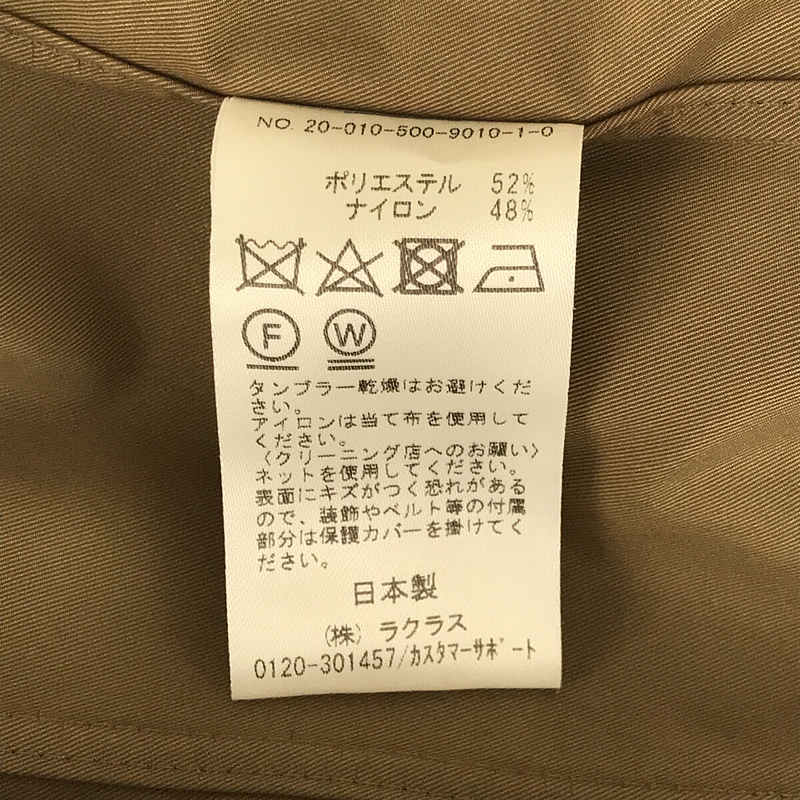 NO. 20-010-500-9010-1-0
ポリエステル 52%
ナイロン 48%
F W
タンブラー乾燥はお避けくだ
さい。
アイロンは当て布を使用して
ください。
〈クリーニング店へのお願い〉
ネットを使用してください。
表面にキズがつく恐れがある
ので、装飾やベルト等の付属
部分は保護カバーを掛けてく
ださい。
日本製
(株) ラクラス
0120-301457/カスタマーサポート